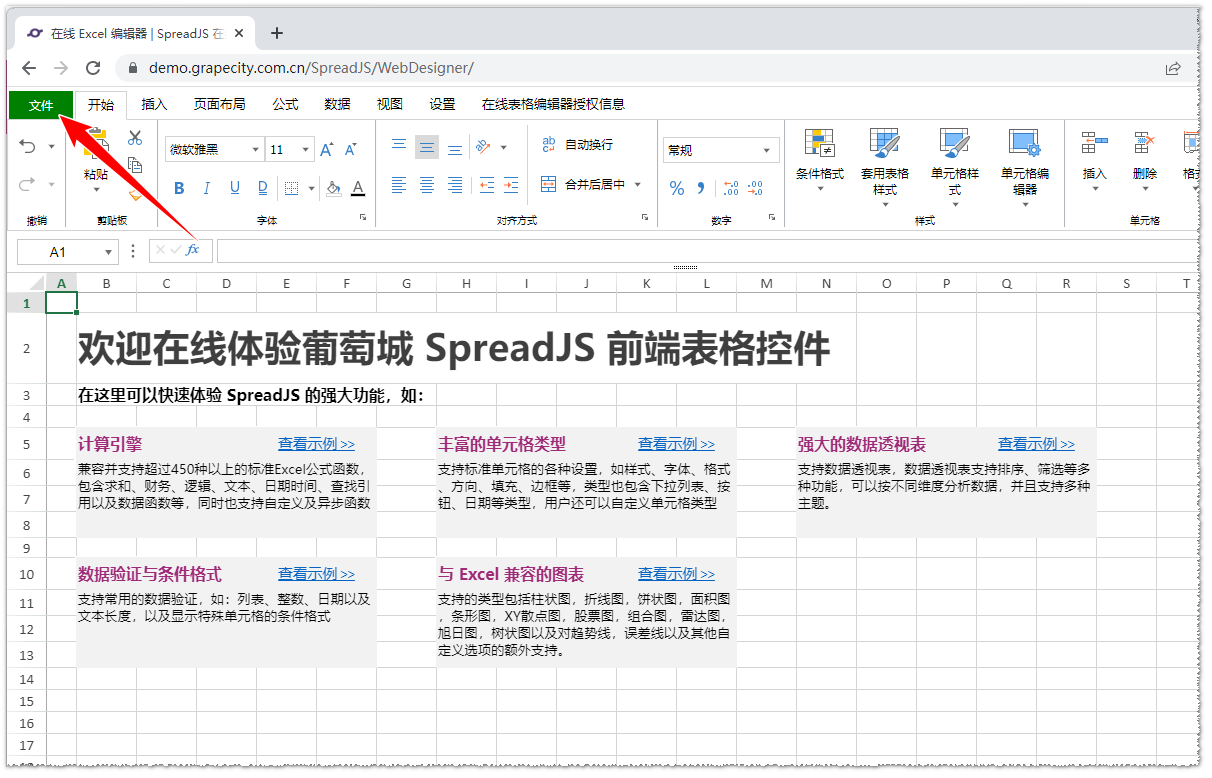 在线 Excel 编辑器 | SpreadJS 在
demo.grapecity.com.cn/SpreadJS/WebDesigner/
文件 开始 插入 页面布局 公式 数据 视图 设置 在线表格编辑器授权信息
微软雅黑 11 自动换行 常规
粘贴 条件格式 套用表格样式 单元格样式 单元格编辑器 插入 删除
B I U D A 合并后居中 %
撤销 剪贴板 字体 对齐方式 数字 样式 单元格
A1 fx
A B C D E F G H I J K L M N O P Q R S T
1
2 欢迎在线体验葡萄城 SpreadJS 前端表格控件
3 在这里可以快速体验 SpreadJS 的强大功能，如：
4
5 计算引擎 查看示例 >> 丰富的单元格类型 查看示例 >> 强大的数据透视表 查看示例 >>
6
7
8
兼容并支持超过450种以上的标准Excel公式函数，
包含求和、财务、逻辑、文本、日期时间、查找引
用以及数据函数等，同时也支持自定义及异步函数
支持标准单元格的各种设置，如样式、字体、格式
、方向、填充、边框等，类型也包含下拉列表、按
钮、日期等类型，用户还可以自定义单元格类型
支持数据透视表，数据透视表支持排序、筛选等多
种功能，可以按不同维度分析数据，并且支持多种
主题。
9
10 数据验证与条件格式 查看示例 >> 与 Excel 兼容的图表 查看示例 >>
11
12
13
支持常用的数据验证，如：列表、整数、日期以及
文本长度，以及显示特殊单元格的条件格式
支持的类型包括柱状图，折线图，饼状图，面积图
，条形图，XY散点图，股票图，组合图，雷达图，
旭日图，树状图以及对趋势线，误差线以及其他自
定义选项的额外支持。
14
15
16
17